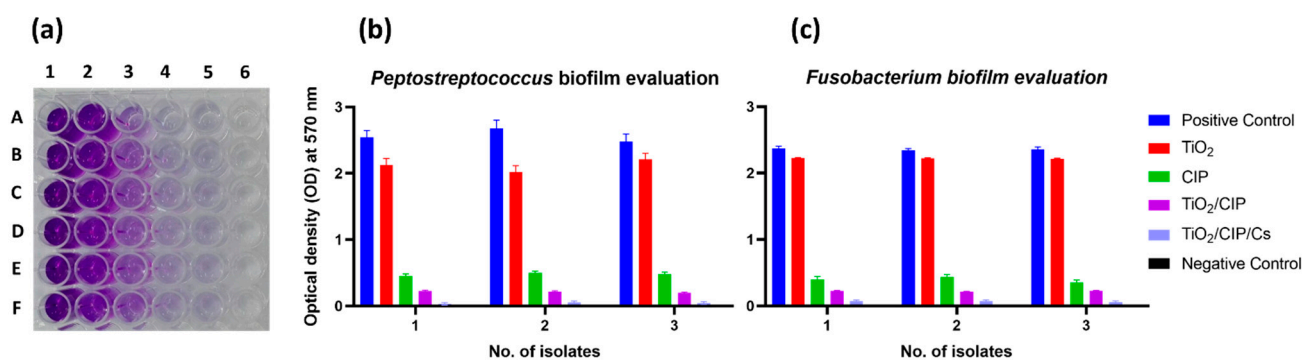 (a)
1 2 3 4 5 6
A
B
C
D
E
F
(b)
Peptostreptococcus biofilm evaluation
Optical density (OD) at 570 nm
3
2
1
0
1 2 3
No. of isolates
(c)
Fusobacterium biofilm evaluation
3
2
1
0
1 2 3
No. of isolates
Positive Control
TiO₂
CIP
TiO₂/CIP
TiO₂/CIP/Cs
Negative Control